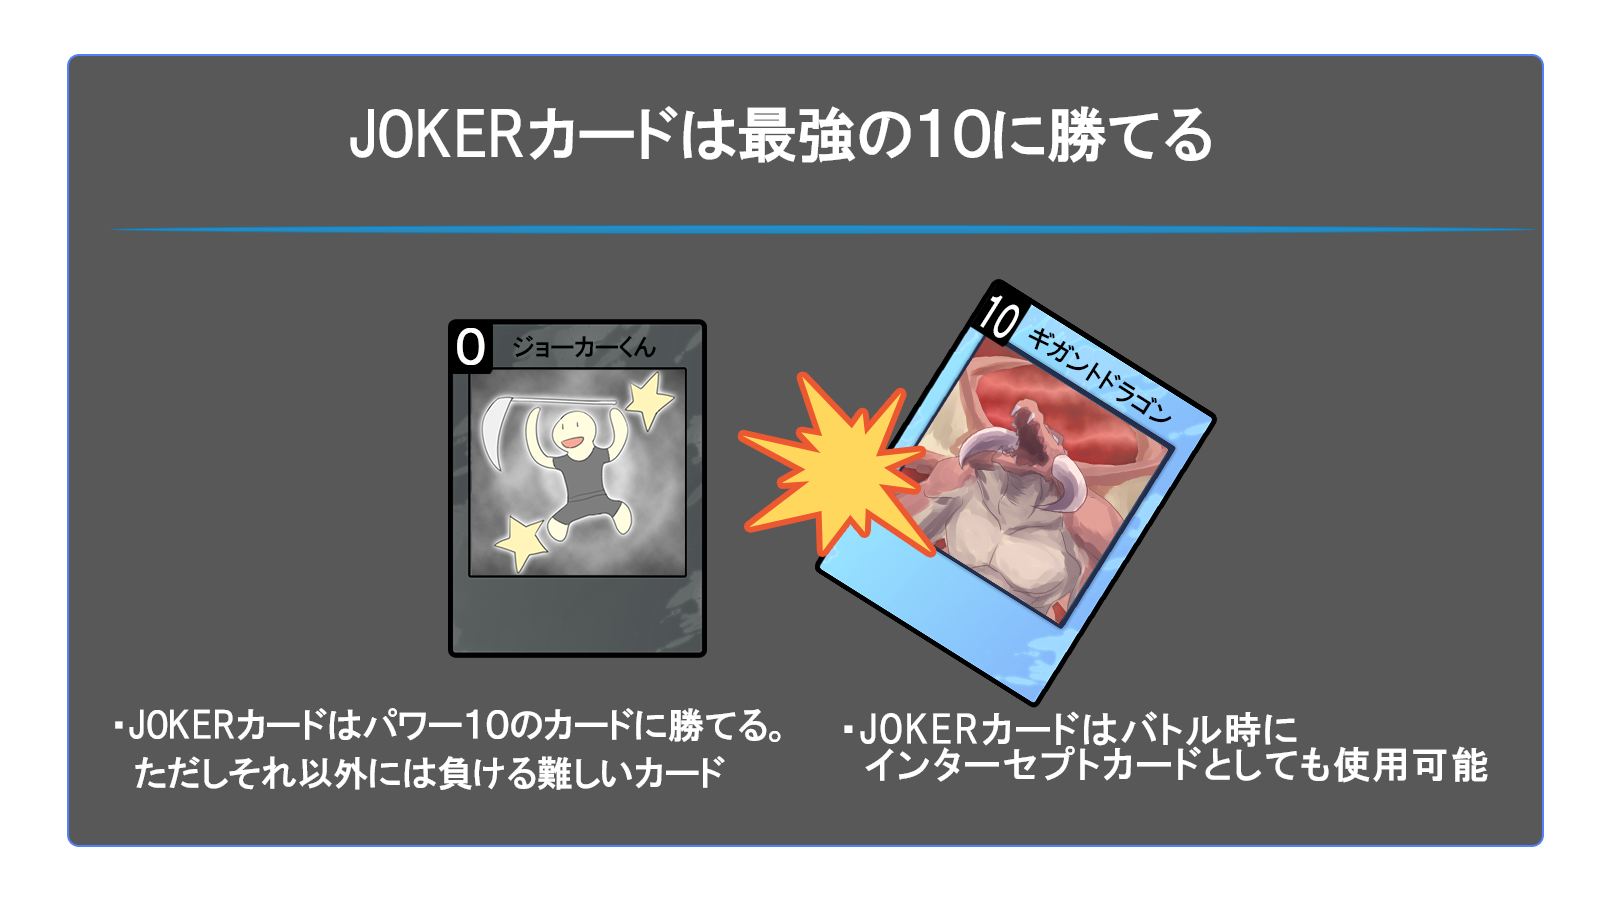 JOKERカードは最強の10に勝てる
0
ジョーカーくん
10
ギガントドラゴン
・JOKERカードはパワー10のカードに勝てる。
ただしそれ以外には負ける難しいカード
・JOKERカードはバトル時に
インターセプトカードとしても使用可能